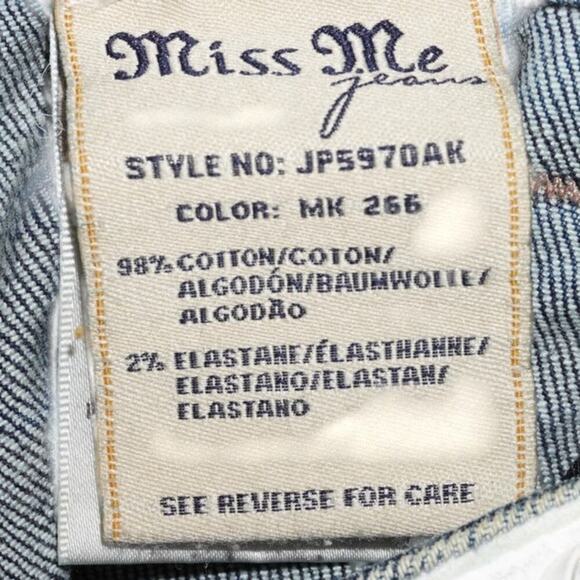 Miss Me
jeans
STYLE NO: JP5970AK
COLOR: MK 266
98% COTTON/COTON/
ALGODÓN/BAUMWOLLE/
ALGODÃO
2% ELASTANE/ÉLASTHANNE/
ELASTANO/ELASTAN/
ELASTANO
SEE REVERSE FOR CARE